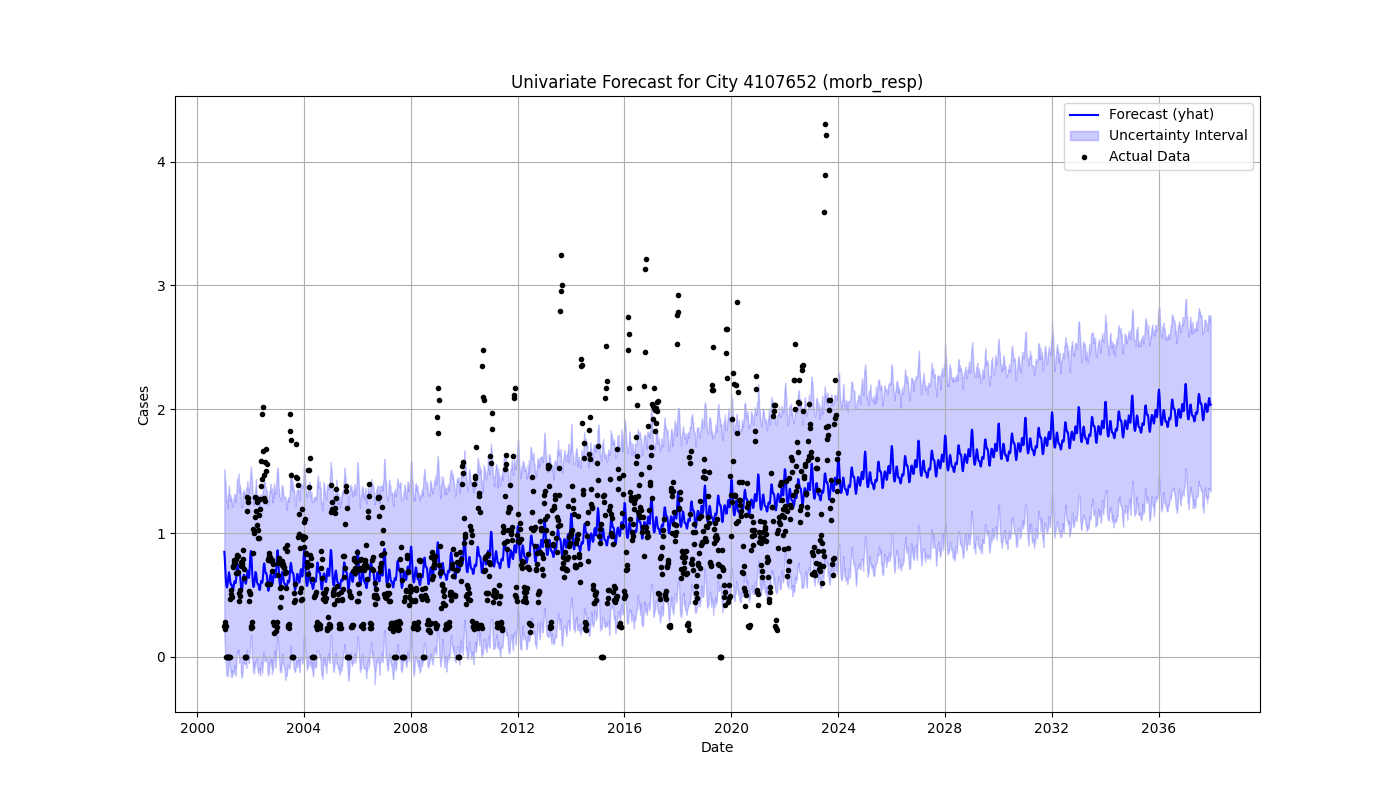 Univariate Forecast for City 4107652 (morb_resp)
Forecast (yhat)
Uncertainty Interval
Actual Data
Cases
4
3
2
1
0
2000 2004 2008 2012 2016 2020 2024 2028 2032 2036
Date